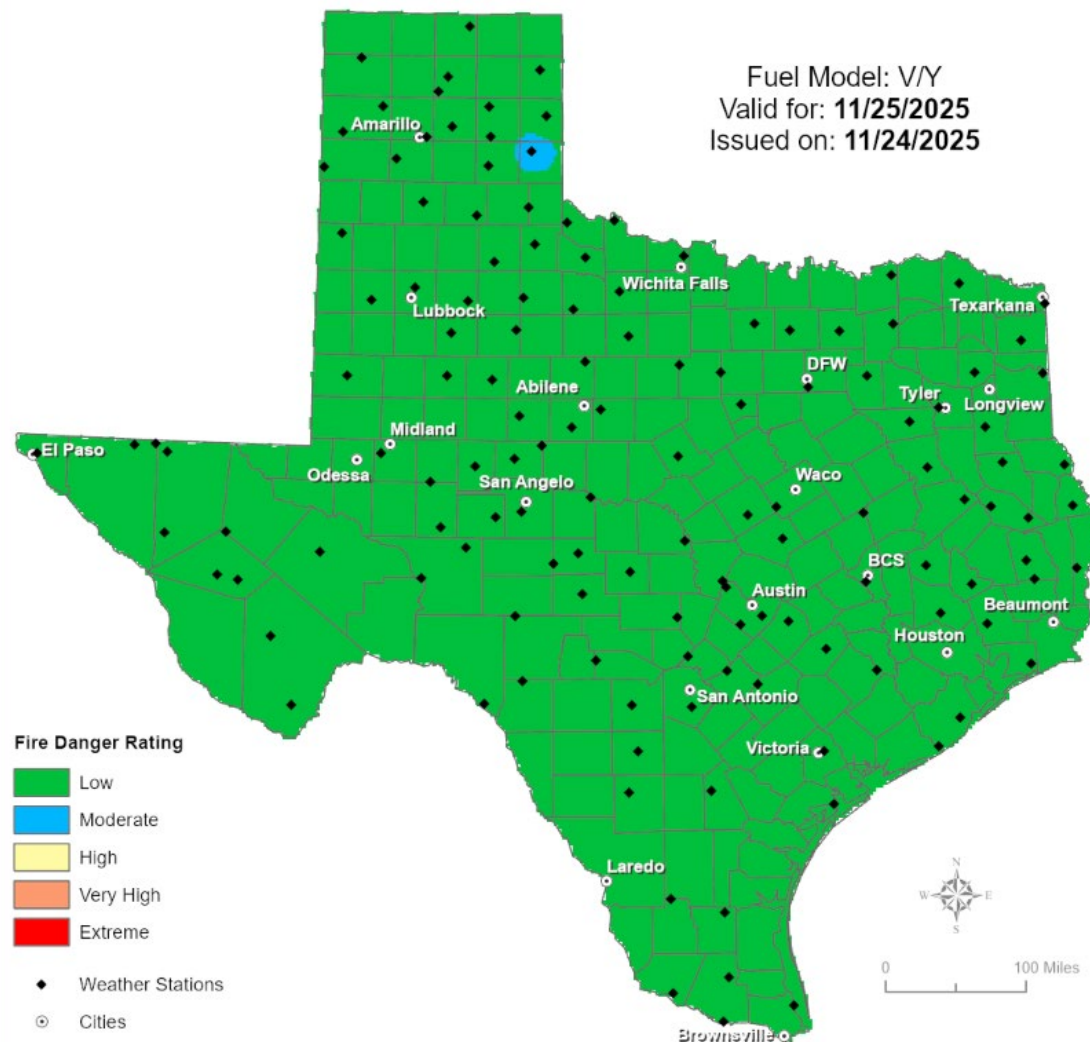 Fuel Model: V/Y
Valid for: 11/25/2025
Issued on: 11/24/2025
Amarillo
Wichita Falls
Lubbock
Texarkana
DFW
Abilene
Tyler
Longview
Midland
El Paso
Odessa
San Angelo
Waco
BCS
Austin
Beaumont
Houston
San Antonio
Victoria
Laredo
Brownsville
Fire Danger Rating
Low
Moderate
High
Very High
Extreme
Weather Stations
Cities
N
W E
S
0 100 Miles